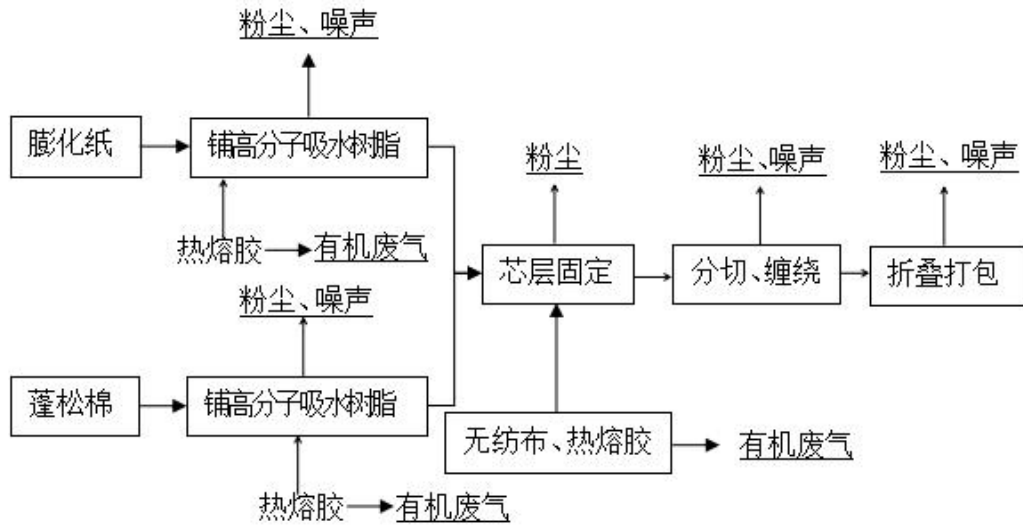 粉尘、噪声
膨化纸
铺高分子吸水树脂
粉尘
粉尘、噪声
粉尘、噪声
热熔胶
有机废气
芯层固定
分切、缠绕
折叠打包
粉尘、噪声
蓬松棉
铺高分子吸水树脂
无纺布、热熔胶
有机废气
热熔胶
有机废气